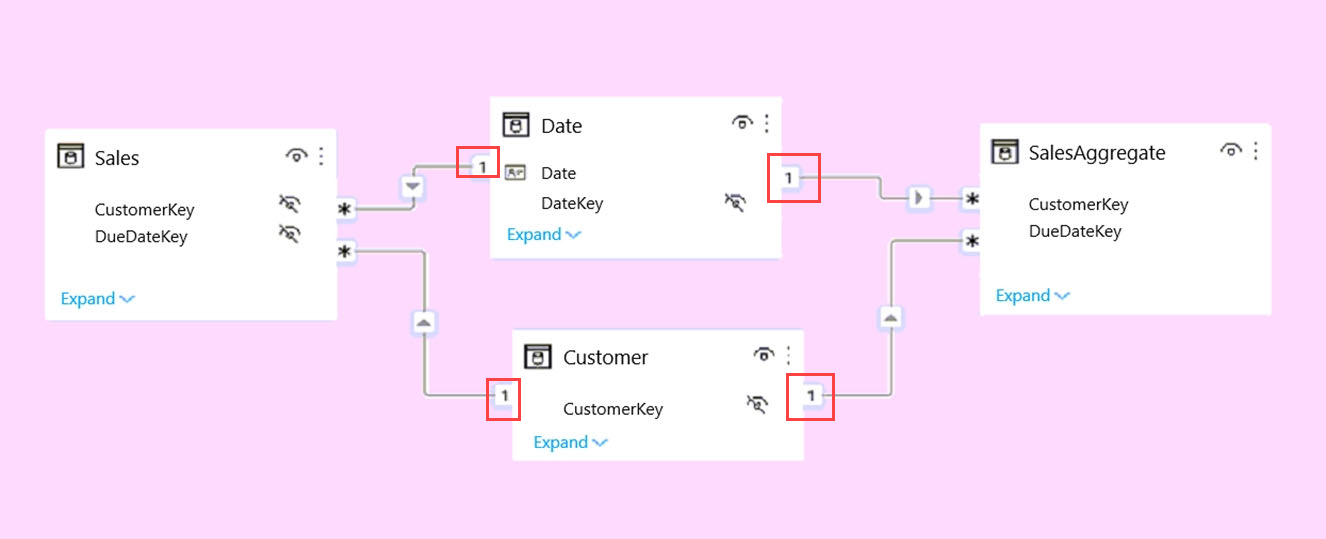 Sales
CustomerKey
DueDateKey
Expand
*
*
1
Date
Date
DateKey
Expand
1
1
Customer
CustomerKey
Expand
1
*
*
SalesAggregate
CustomerKey
DueDateKey
Expand